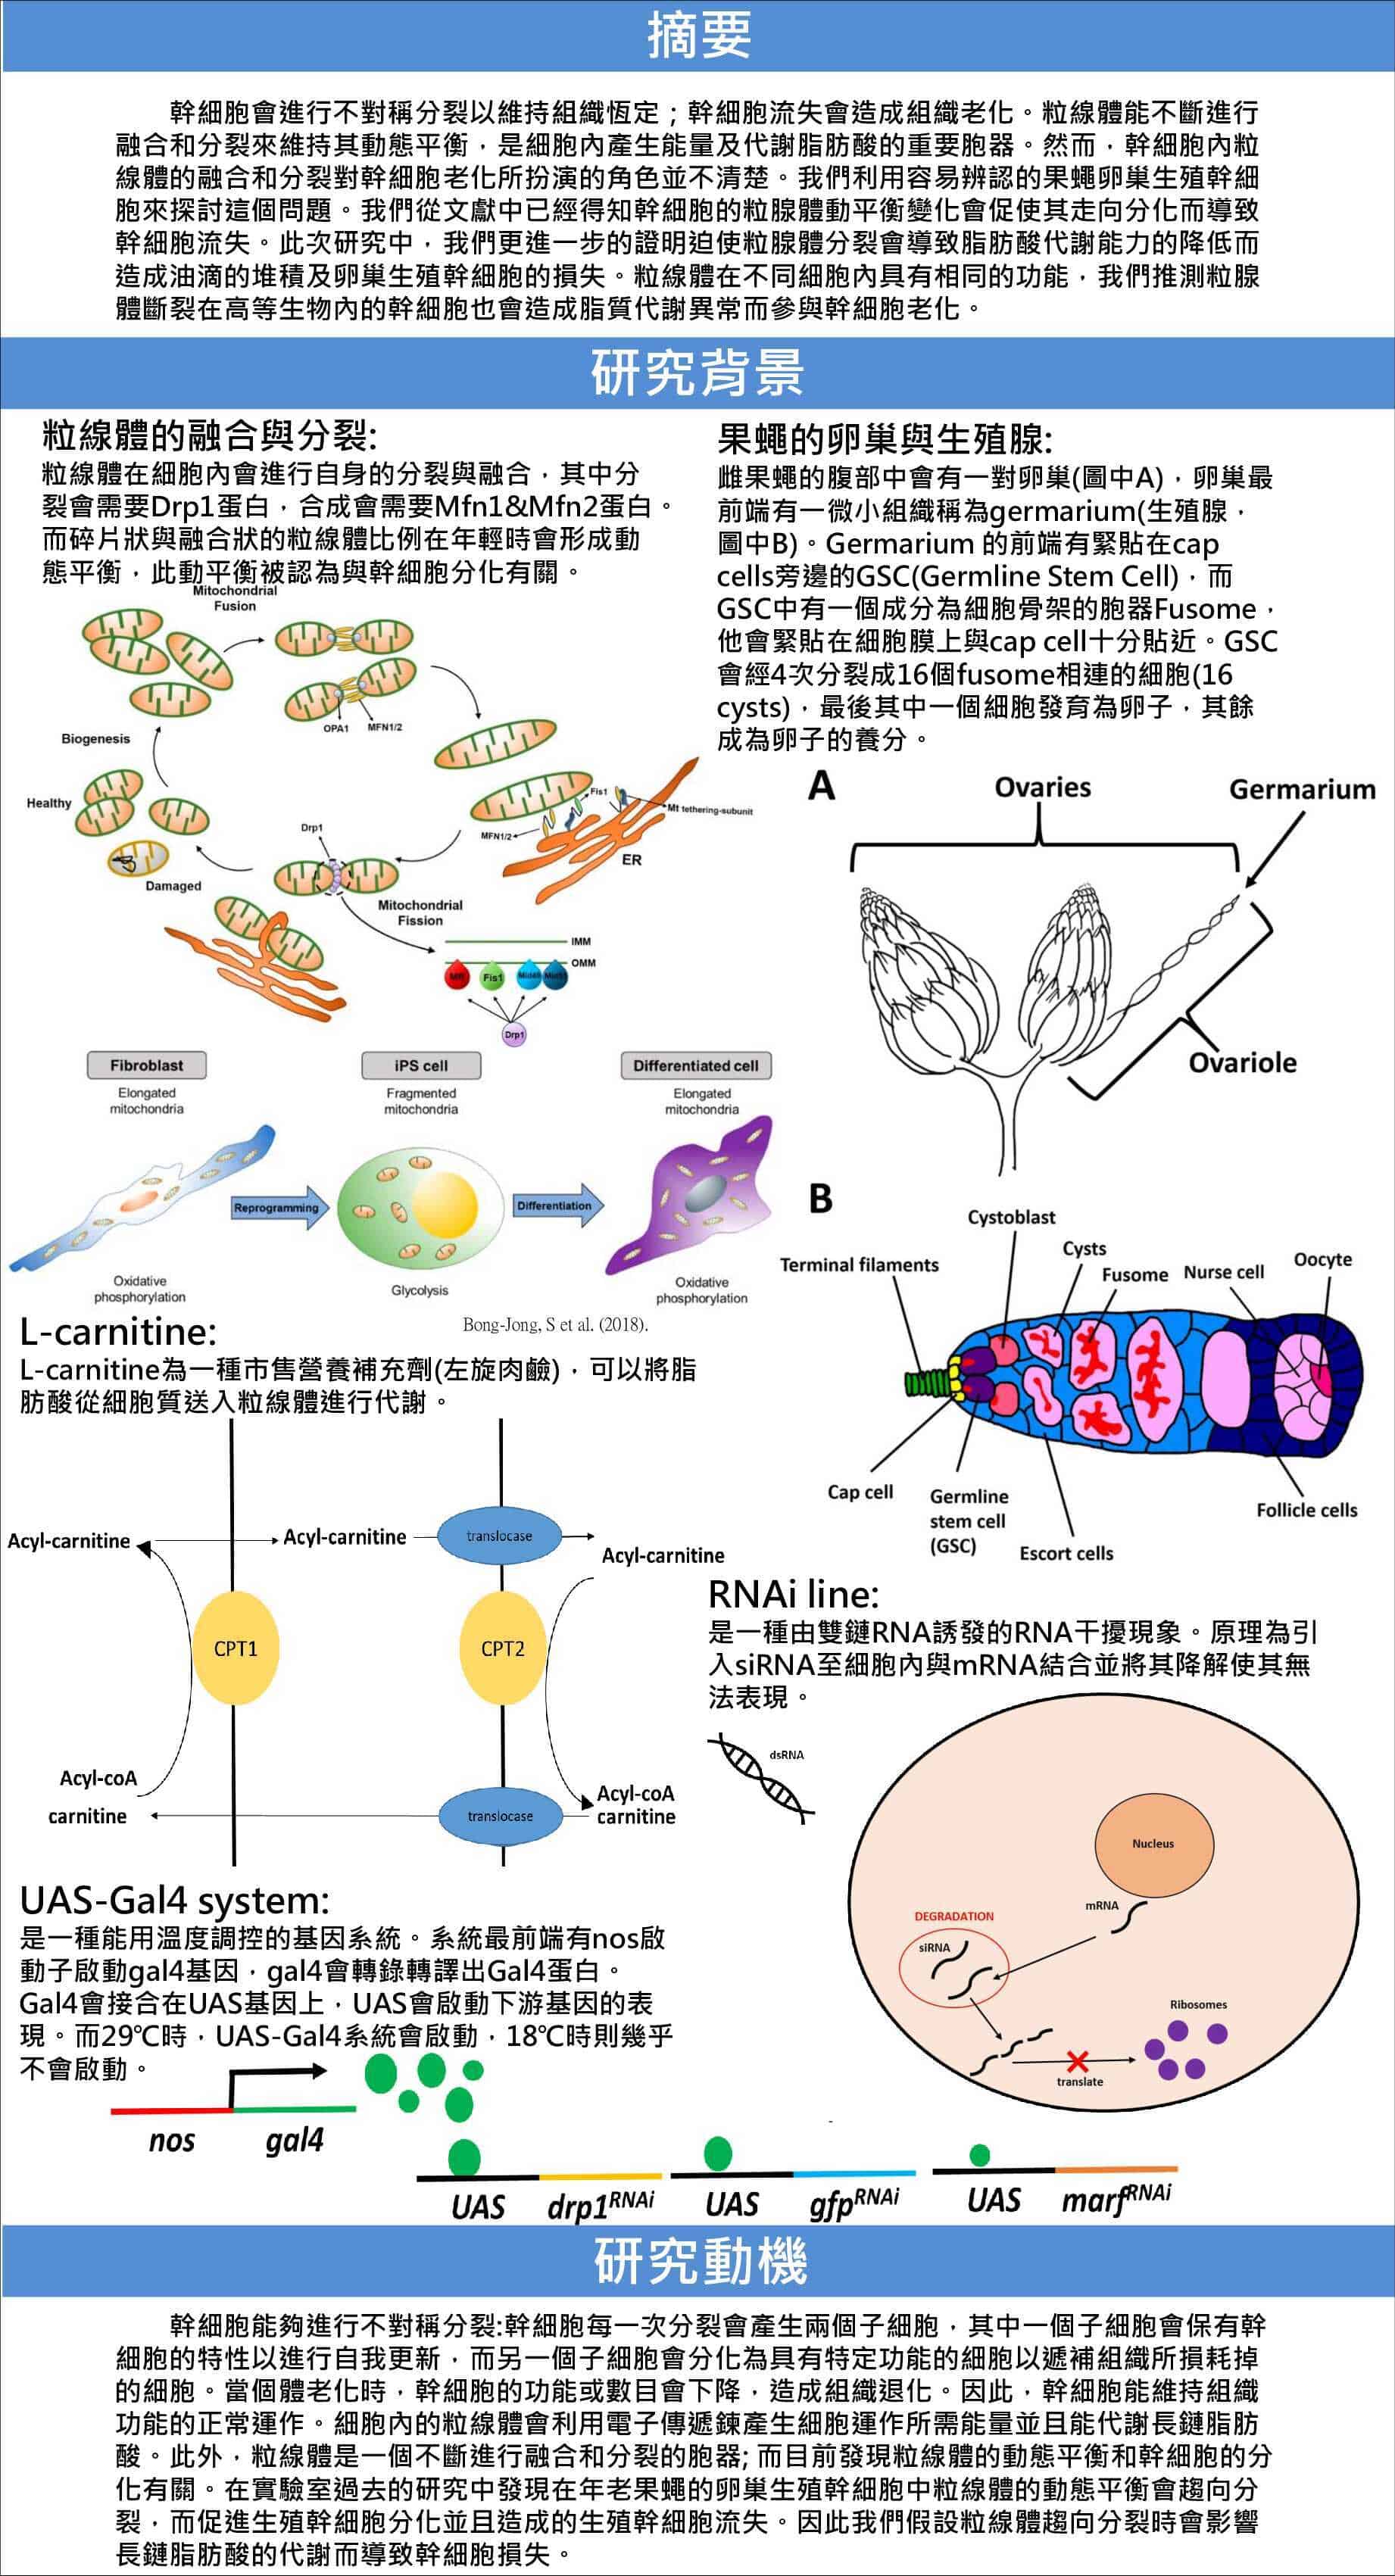 摘要
幹細胞會進行不對稱分裂以維持組織恆定；幹細胞流失會造成組織老化。粒線體能不斷進行
融合和分裂來維持其動態平衡，是細胞內產生能量及代謝脂肪酸的重要胞器。然而，幹細胞內粒
線體的融合和分裂對幹細胞老化所扮演的角色並不清楚。我們利用容易辨認的果蠅卵巢生殖幹細
胞來探討這個問題。我們從文獻中已經得知幹細胞的粒腺體動平衡變化會促使其走向分化而導致
幹細胞流失。此次研究中，我們更進一步的證明迫使粒腺體分裂會導致脂肪酸代謝能力的降低而
造成油滴的堆積及卵巢生殖幹細胞的損失。粒線體在不同細胞內具有相同的功能，我們推測粒腺
體斷裂在高等生物內的幹細胞也會造成脂質代謝異常而參與幹細胞老化。
研究背景
粒線體的融合與分裂:
粒線體在細胞內會進行自身的分裂與融合，其中分
裂會需要Drp1蛋白，合成會需要Mfn1&Mfn2蛋白。
而碎片狀與融合狀的粒線體比例在年輕時會形成動
態平衡，此動平衡被認為與幹細胞分化有關。
Mitochondrial
Fusion
OPA1
MFN1/2
Biogenesis
Healthy
Fis1
Mt tethering-subunit
MFN1/2
ER
Drp1
Damaged
Mitochondrial
Fission
IMM
OMM
Fis1
Drp1
Fibroblast
iPS cell
Differentiated cell
Elongated
mitochondria
Fragmented
mitochondria
Elongated
mitochondria
Reprogramming
Differentiation
Oxidative
phosphorylation
Glycolysis
Oxidative
phosphorylation
Bong-Jong, S et al. (2018).
L-carnitine:
L-carnitine為一種市售營養補充劑(左旋肉鹼)，可以將脂
肪酸從細胞質送入粒線體進行代謝。
Acyl-carnitine
Acyl-carnitine
translocase
Acyl-carnitine
CPT1
CPT2
Acyl-coA
carnitine
translocase
Acyl-coA
carnitine
UAS-Gal4 system:
是一種能用溫度調控的基因系統。系統最前端有nos啟
動子啟動gal4基因，gal4會轉錄轉譯出Gal4蛋白。
Gal4會接合在UAS基因上，UAS會啟動下游基因的表
現。而29℃時，UAS-Gal4系統會啟動，18℃時則幾乎
不會啟動。
nos
gal4
UAS
drp1RNAi
UAS
gfpRNAi
UAS
marfRNAi
果蠅的卵巢與生殖腺:
雌果蠅的腹部中會有一對卵巢(圖中A)，卵巢最
前端有一微小組織稱為germarium(生殖腺，
圖中B)。Germarium 的前端有緊貼在cap
cells旁邊的GSC(Germline Stem Cell)，而
GSC中有一個成分為細胞骨架的胞器Fusome，
他會緊貼在細胞膜上與cap cell十分貼近。GSC
會經4次分裂成16個fusome相連的細胞(16
cysts)，最後其中一個細胞發育為卵子，其餘
成為卵子的養分。
A
Ovaries
Germarium
Ovariole
B
Cystoblast
Terminal filaments
Cysts
Fusome
Nurse cell
Oocyte
Cap cell
Germline
stem cell
(GSC)
Escort cells
Follicle cells
RNAi line:
是一種由雙鏈RNA誘發的RNA干擾現象。原理為引
入siRNA至細胞內與mRNA結合並將其降解使其無
法表現。
dsRNA
Nucleus
mRNA
DEGRADATION
siRNA
Ribosomes
translate
研究動機
幹細胞能夠進行不對稱分裂:幹細胞每一次分裂會產生兩個子細胞，其中一個子細胞會保有幹
細胞的特性以進行自我更新，而另一個子細胞會分化為具有特定功能的細胞以遞補組織所損耗掉
的細胞。當個體老化時，幹細胞的功能或數目會下降，造成組織退化。因此，幹細胞能維持組織
功能的正常運作。細胞內的粒線體會利用電子傳遞鍊產生細胞運作所需能量並且能代謝長鏈脂肪
酸。此外，粒線體是一個不斷進行融合和分裂的胞器; 而目前發現粒線體的動態平衡和幹細胞的分
化有關。在實驗室過去的研究中發現在年老果蠅的卵巢生殖幹細胞中粒線體的動態平衡會趨向分
裂，而促進生殖幹細胞分化並且造成的生殖幹細胞流失。因此我們假設粒線體趨向分裂時會影響
長鏈脂肪酸的代謝而導致幹細胞損失。